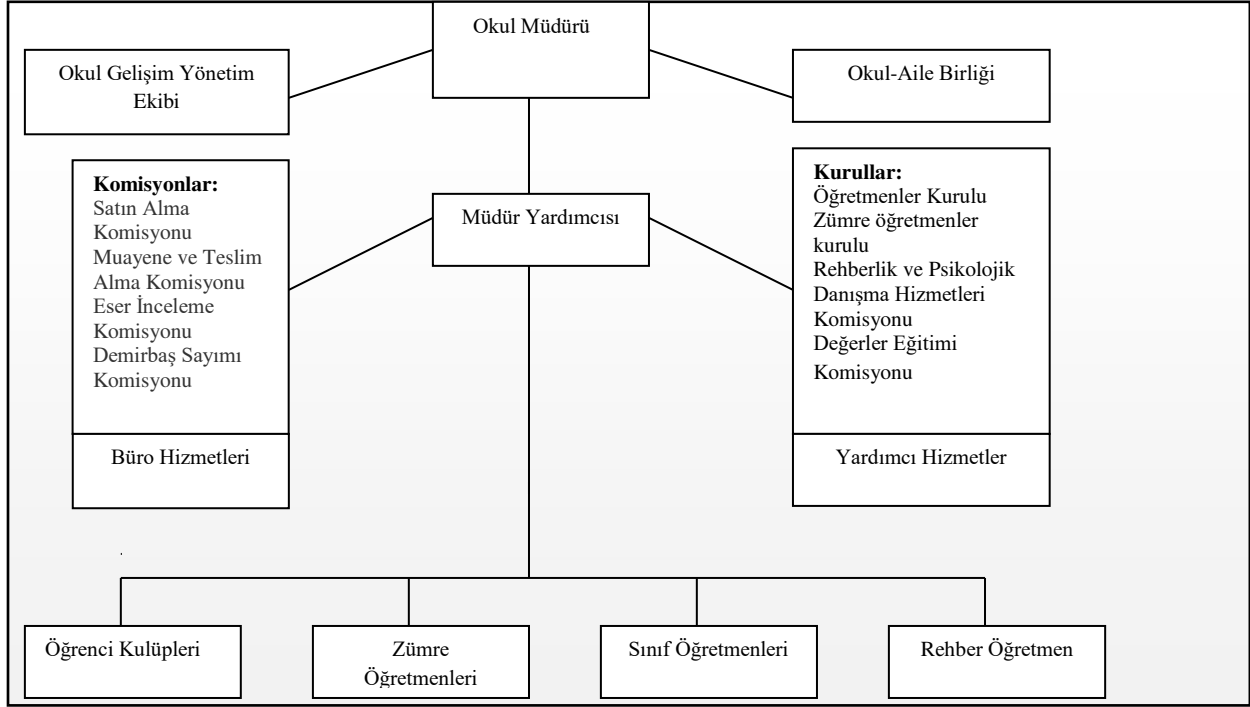 Okul Müdürü
Okul Gelişim Yönetim
Ekibi
Okul-Aile Birliği
Komisyonlar:
Satın Alma
Komisyonu
Muayene ve Teslim
Alma Komisyonu
Eser İnceleme
Komisyonu
Demirbaş Sayımı
Komisyonu
Müdür Yardımcısı
Kurullar:
Öğretmenler Kurulu
Zümre öğretmenler
kurulu
Rehberlik ve Psikolojik
Danışma Hizmetleri
Komisyonu
Değerler Eğitimi
Komisyonu
Büro Hizmetleri
Yardımcı Hizmetler
Öğrenci Kulüpleri
Zümre
Öğretmenleri
Sınıf Öğretmenleri
Rehber Öğretmen